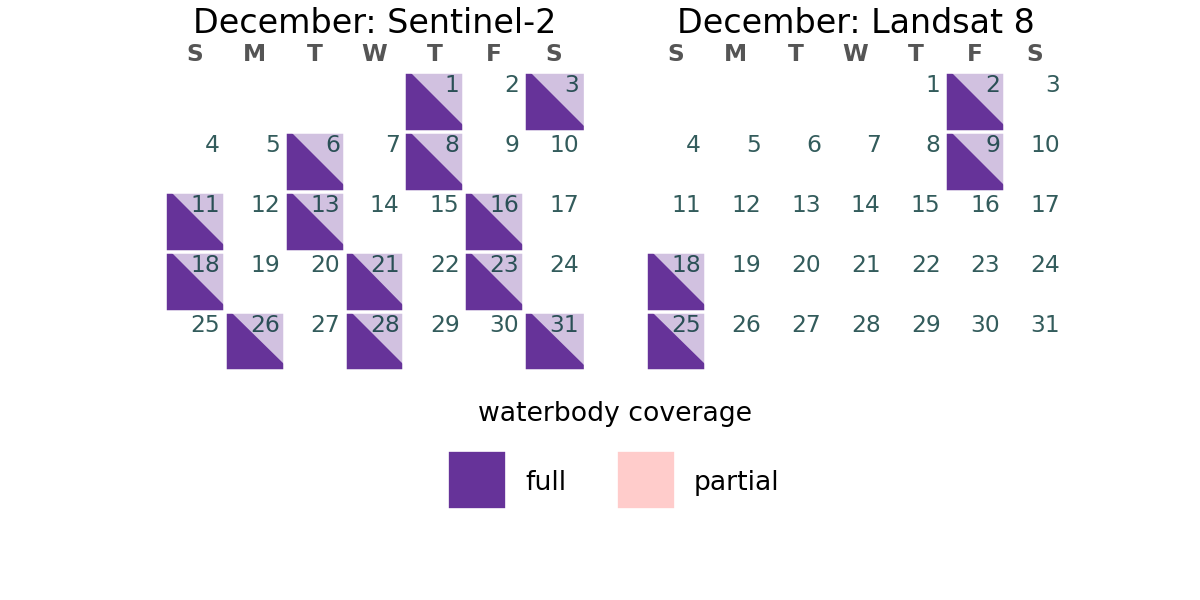 December: Sentinel-2
S M T W T F S
1 2 3
4 5 6 7 8 9 10
11 12 13 14 15 16 17
18 19 20 21 22 23 24
25 26 27 28 29 30 31
December: Landsat 8
S M T W T F S
1 2 3
4 5 6 7 8 9 10
11 12 13 14 15 16 17
18 19 20 21 22 23 24
25 26 27 28 29 30 31
waterbody coverage
full
partial